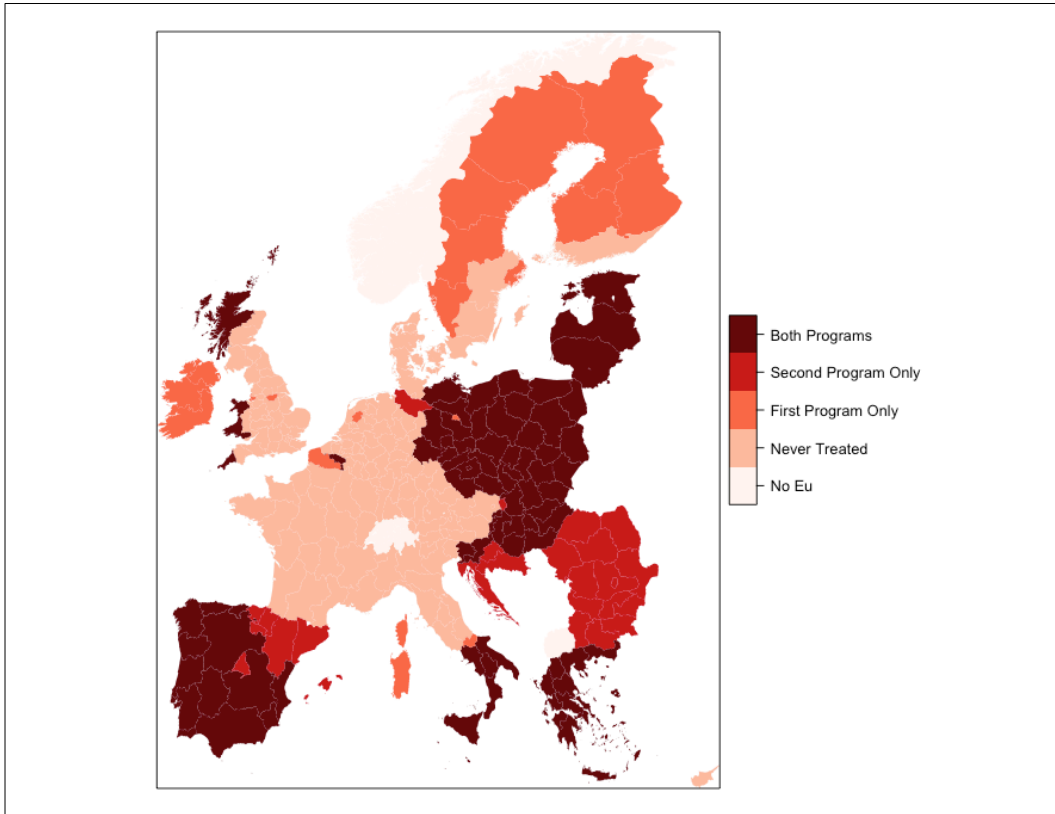 Both Programs
Second Program Only
First Program Only
Never Treated
No Eu